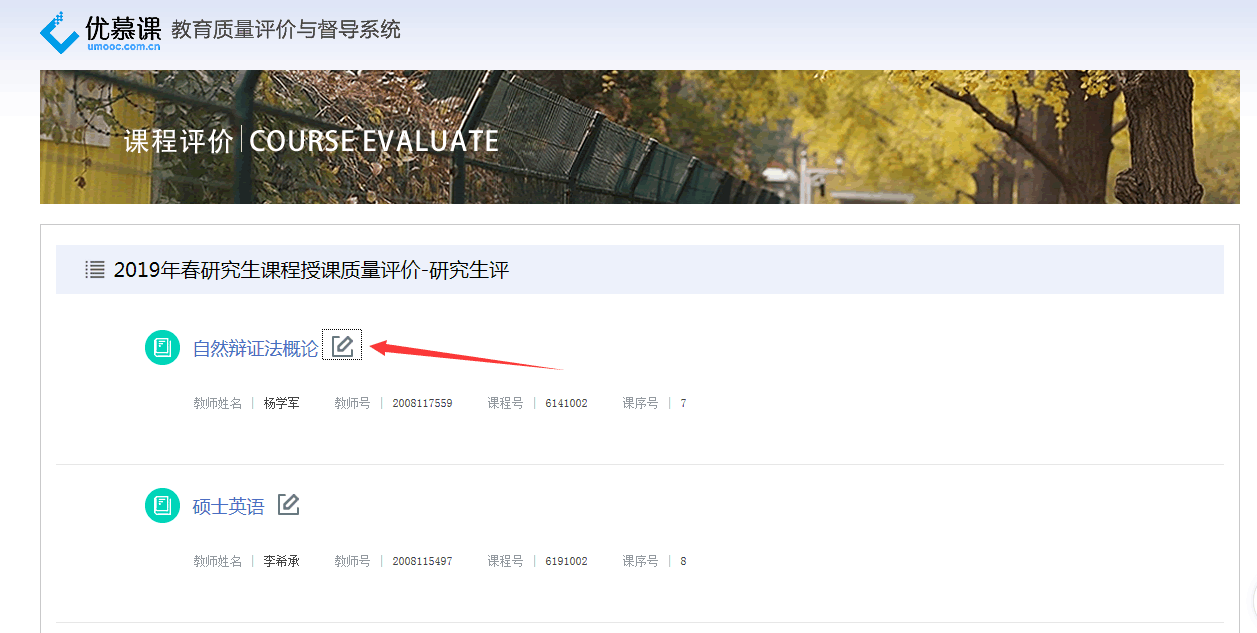 优慕课 教育质量评价与督导系统
umooc.com.cn
课程评价 | COURSE EVALUATE
2019年春研究生课程授课质量评价-研究生评
自然辩证法概论
教师姓名 | 杨学军 教师号 | 2008117559 课程号 | 6141002 课序号 | 7
硕士英语
教师姓名 | 李希承 教师号 | 2008115497 课程号 | 6191002 课序号 | 8